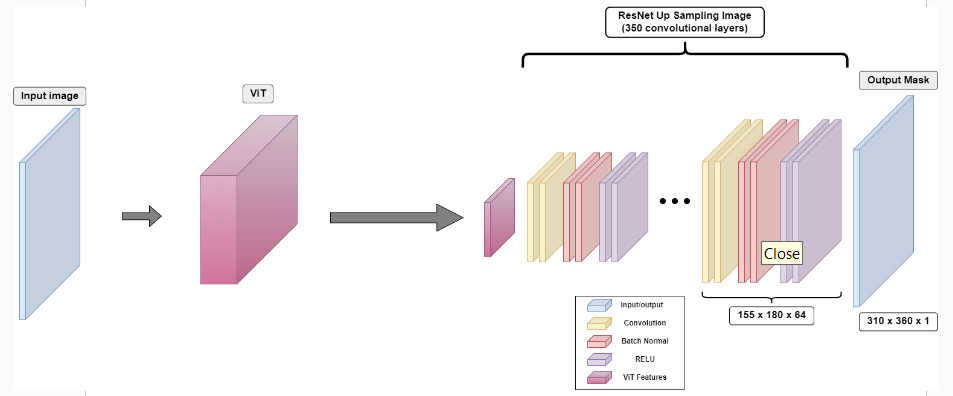 ResNet Up Sampling Image
(350 convolutional layers)
Input image
ViT
Output Mask
Close
155 x 180 x 64
310 x 360 x 1
Input/output
Convolution
Batch Normal
RELU
ViT Features